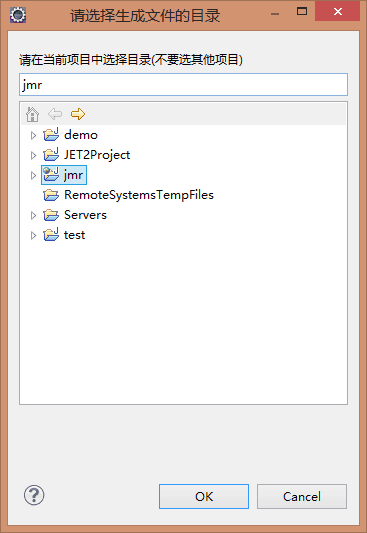 请选择生成文件的目录
请在当前项目中选择目录(不要选其他项目)
jmr
demo
JET2Project
jmr
RemoteSystemsTempFiles
Servers
test
?
OK
Cancel